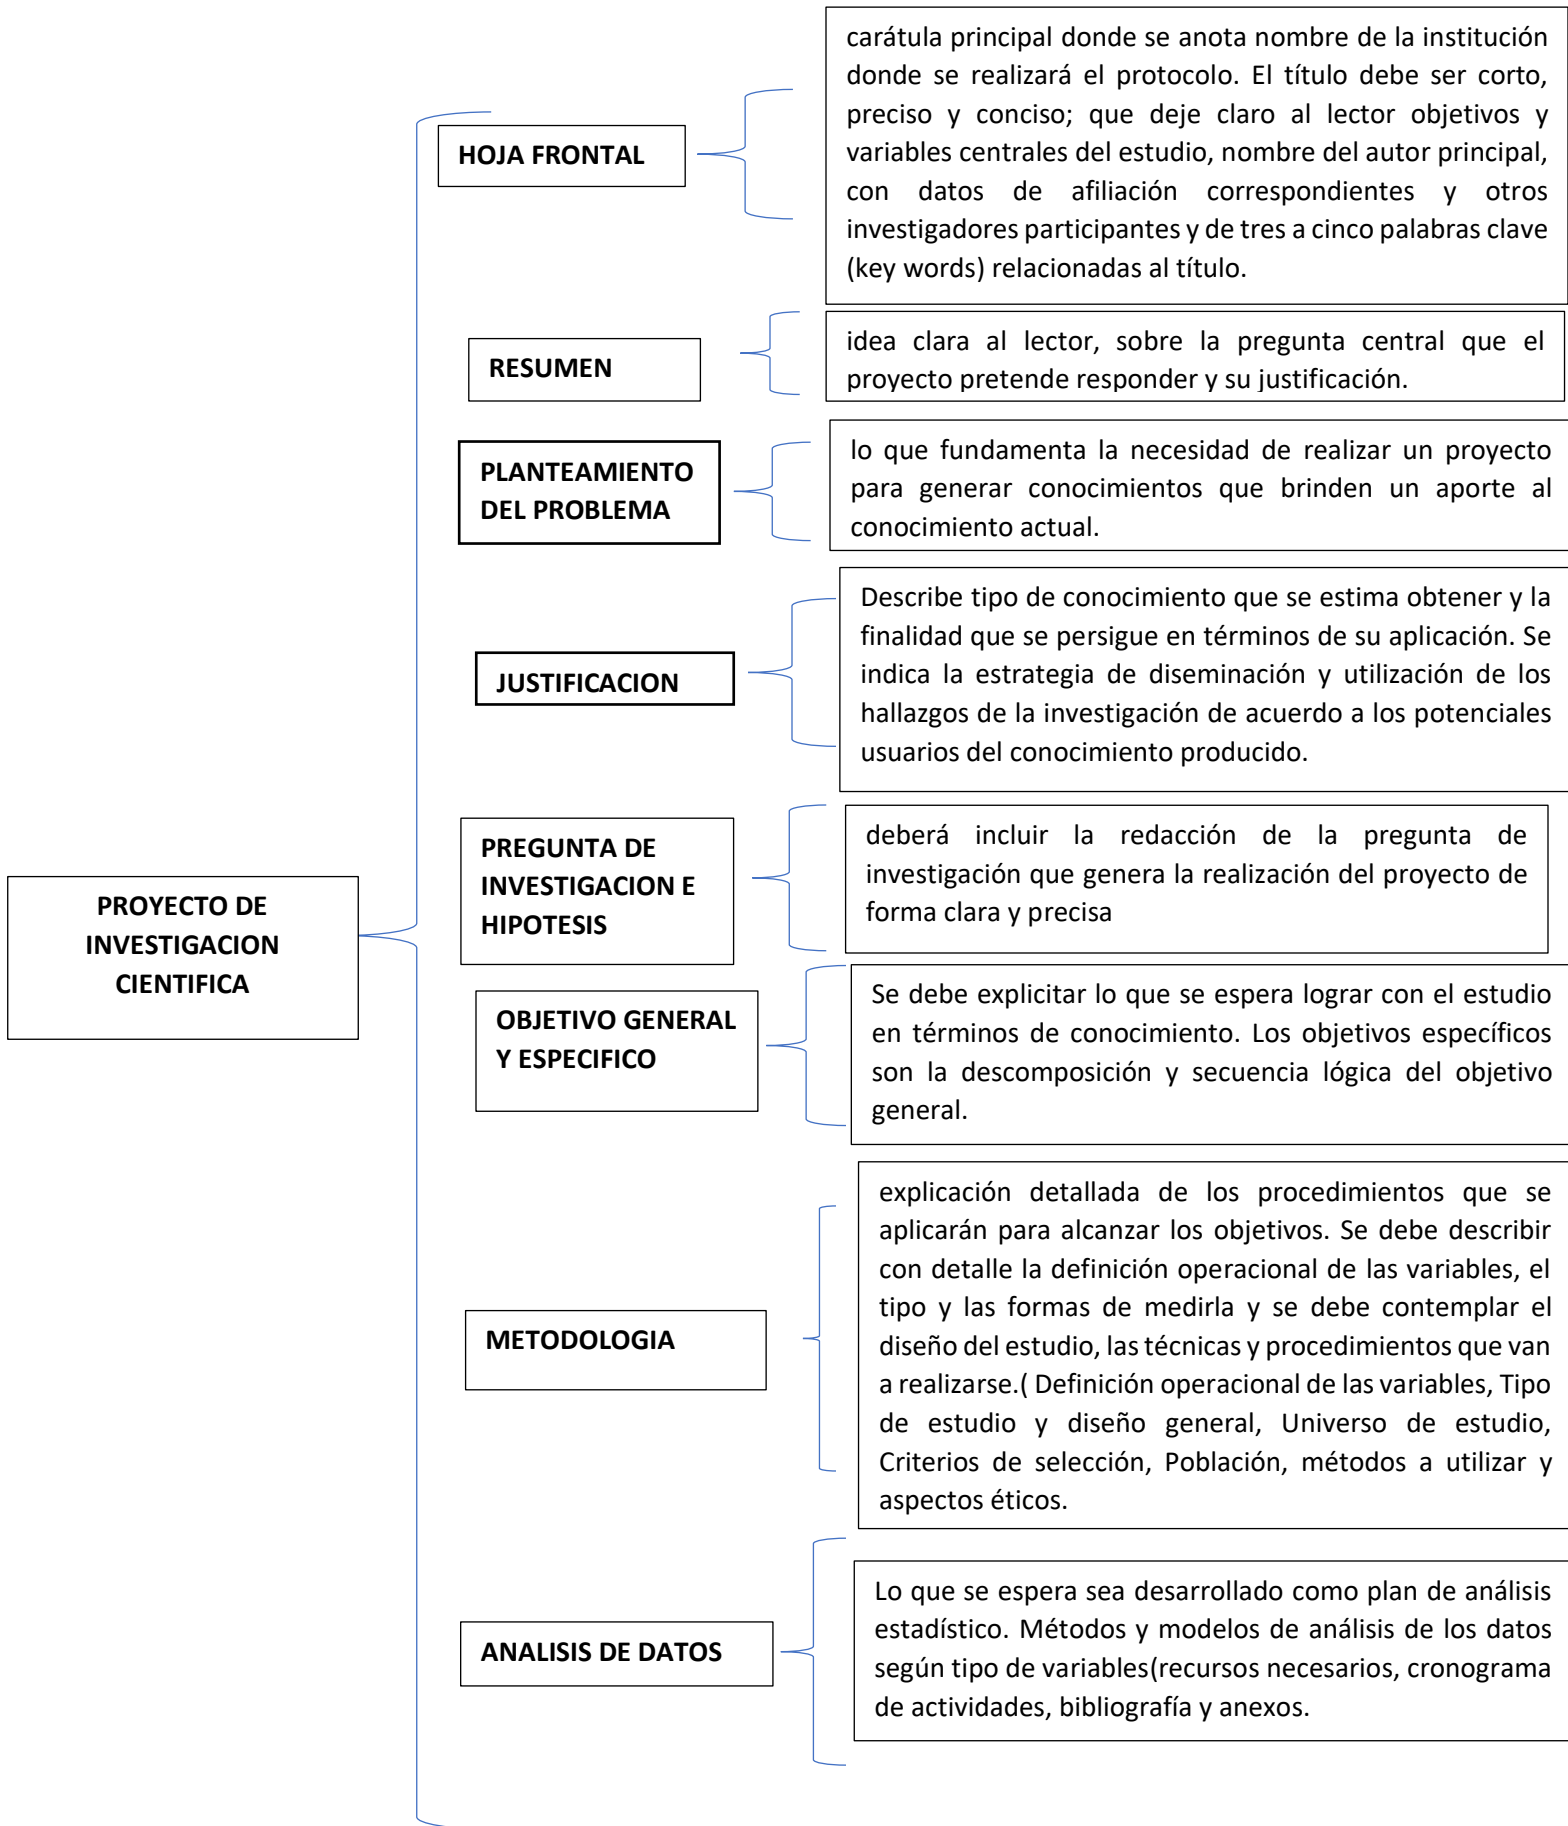 PROYECTO DE
INVESTIGACION
CIENTIFICA
HOJA FRONTAL
carátula principal donde se anota nombre de la institución
donde se realizará el protocolo. El título debe ser corto,
preciso y conciso; que deje claro al lector objetivos y
variables centrales del estudio, nombre del autor principal,
con datos de afiliación correspondientes y otros
investigadores participantes y de tres a cinco palabras clave
(key words) relacionadas al título.
RESUMEN
idea clara al lector, sobre la pregunta central que el
proyecto pretende responder y su justificación.
PLANTEAMIENTO
DEL PROBLEMA
lo que fundamenta la necesidad de realizar un proyecto
para generar conocimientos que brinden un aporte al
conocimiento actual.
JUSTIFICACION
Describe tipo de conocimiento que se estima obtener y la
finalidad que se persigue en términos de su aplicación. Se
indica la estrategia de diseminación y utilización de los
hallazgos de la investigación de acuerdo a los potenciales
usuarios del conocimiento producido.
PREGUNTA DE
INVESTIGACION E
HIPOTESIS
deberá incluir la redacción de la pregunta de
investigación que genera la realización del proyecto de
forma clara y precisa
OBJETIVO GENERAL
Y ESPECIFICO
Se debe explicitar lo que se espera lograr con el estudio
en términos de conocimiento. Los objetivos específicos
son la descomposición y secuencia lógica del objetivo
general.
METODOLOGIA
explicación detallada de los procedimientos que se
aplicarán para alcanzar los objetivos. Se debe describir
con detalle la definición operacional de las variables, el
tipo y las formas de medirla y se debe contemplar el
diseño del estudio, las técnicas y procedimientos que van
a realizarse.( Definición operacional de las variables, Tipo
de estudio y diseño general, Universo de estudio,
Criterios de selección, Población, métodos a utilizar y
aspectos éticos.
ANALISIS DE DATOS
Lo que se espera sea desarrollado como plan de análisis
estadístico. Métodos y modelos de análisis de los datos
según tipo de variables(recursos necesarios, cronograma
de actividades, bibliografía y anexos.